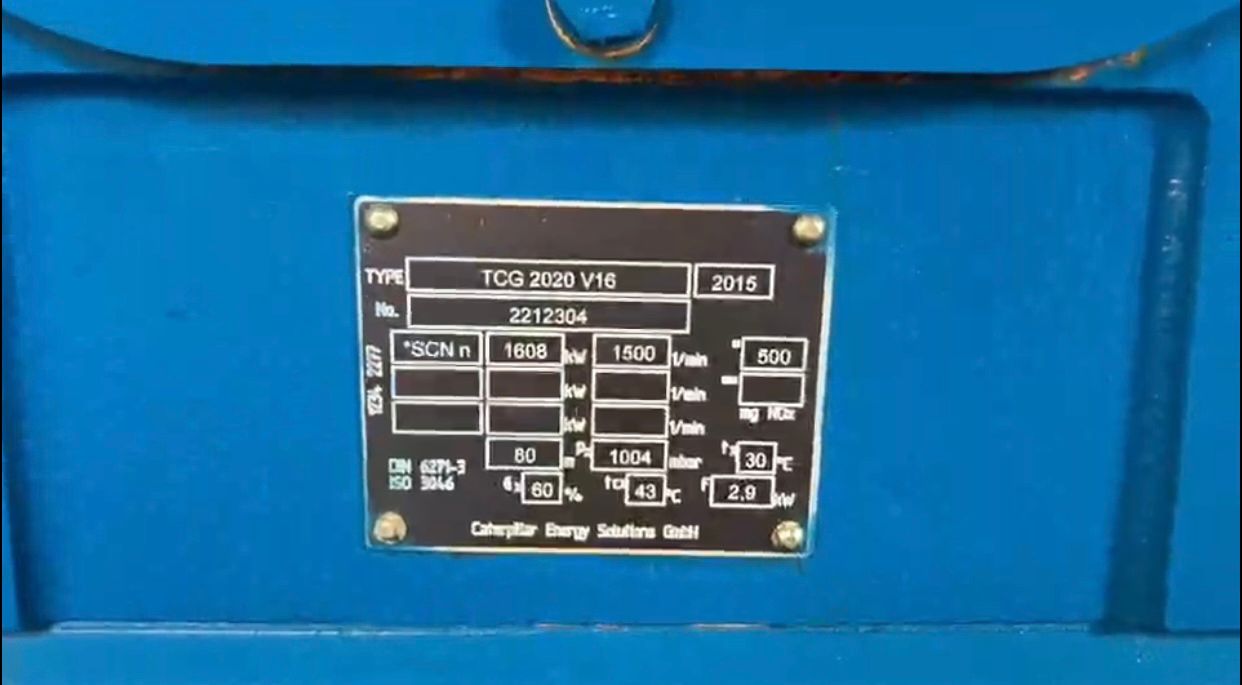 TYPE TCG 2020 V16 2015
No. 2212304
*SCN n 1608 kW 1500 1/min * 500
kW 1/min **
kW 1/min mg NOx
80 m 1004 mbar 30 °C
DIN 6271-3
ISO 3046 60 % 43 °C 2,9 kW
1234 2277
Caterpillar Energy Solutions GmbH